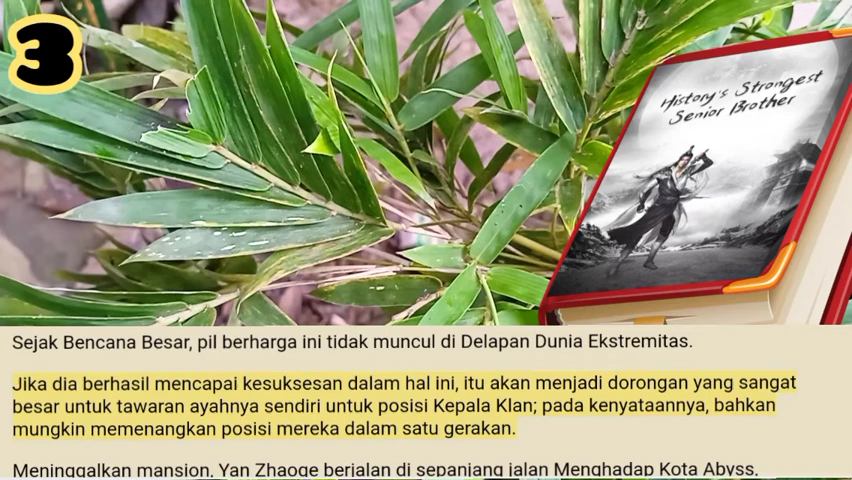 3
History's Strongest
Senior Brother
Sejak Bencana Besar, pil berharga ini tidak muncul di Delapan Dunia Ekstremitas.
Jika dia berhasil mencapai kesuksesan dalam hal ini, itu akan menjadi dorongan yang sangat
besar untuk tawaran ayahnya sendiri untuk posisi Kepala Klan; pada kenyataannya, bahkan
mungkin memenangkan posisi mereka dalam satu gerakan.
Meninggalkan mansion, Yan Zhaoge berjalan di sepanjang jalan Menghadap Kota Abyss,